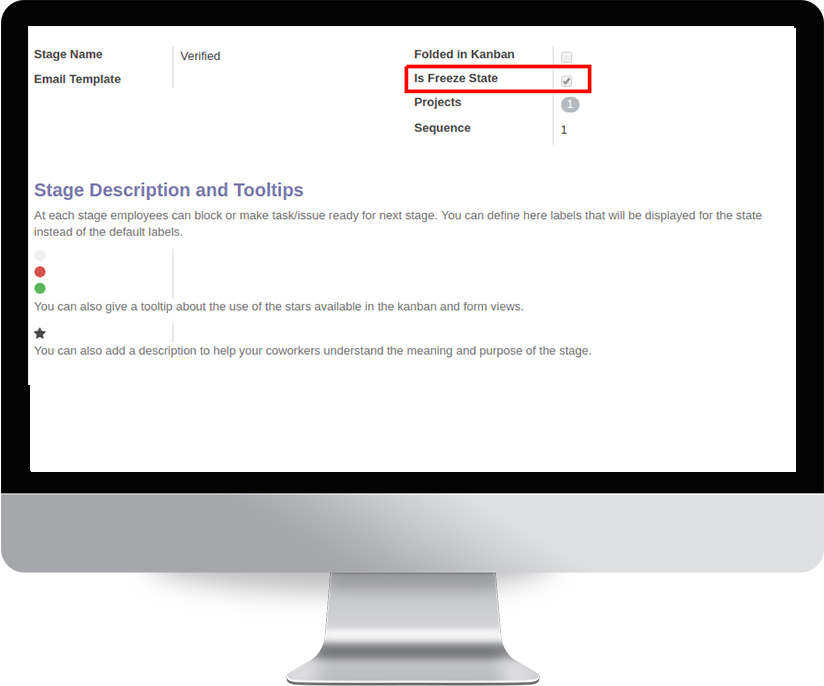 Stage Name Verified Folded in Kanban
Email Template Is Freeze State
Projects 1
Sequence 1
Stage Description and Tooltips
At each stage employees can block or make task/issue ready for next stage. You can define here labels that will be displayed for the state
instead of the default labels.
You can also give a tooltip about the use of the stars available in the kanban and form views.
You can also add a description to help your coworkers understand the meaning and purpose of the stage.